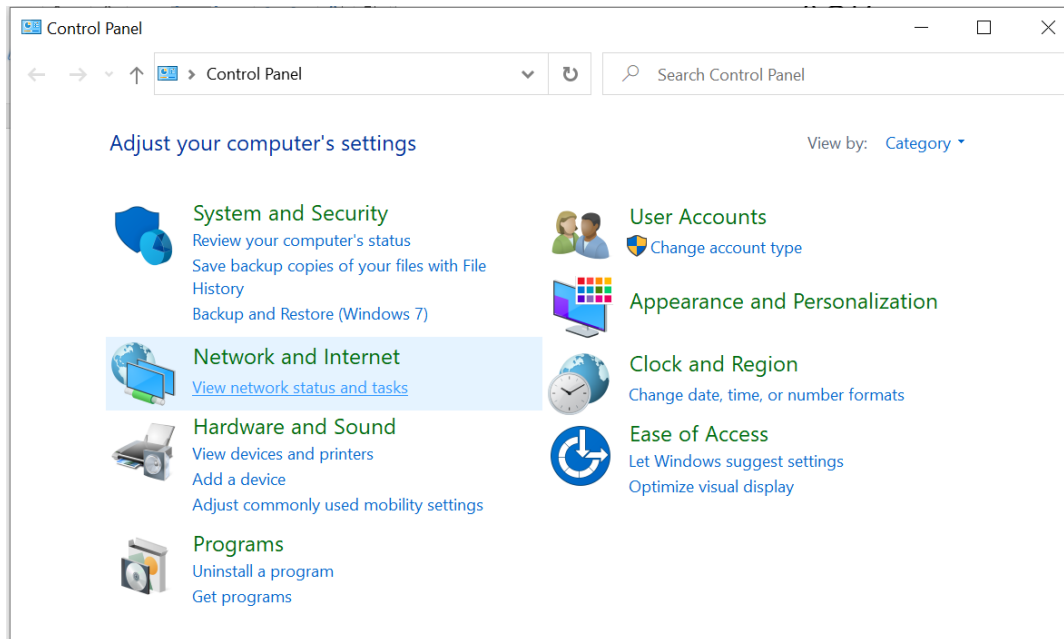 Control Panel
Control Panel
Search Control Panel
Adjust your computer's settings
View by: Category
System and Security
Review your computer's status
Save backup copies of your files with File
History
Backup and Restore (Windows 7)
Network and Internet
View network status and tasks
Hardware and Sound
View devices and printers
Add a device
Adjust commonly used mobility settings
Programs
Uninstall a program
Get programs
User Accounts
Change account type
Appearance and Personalization
Clock and Region
Change date, time, or number formats
Ease of Access
Let Windows suggest settings
Optimize visual display